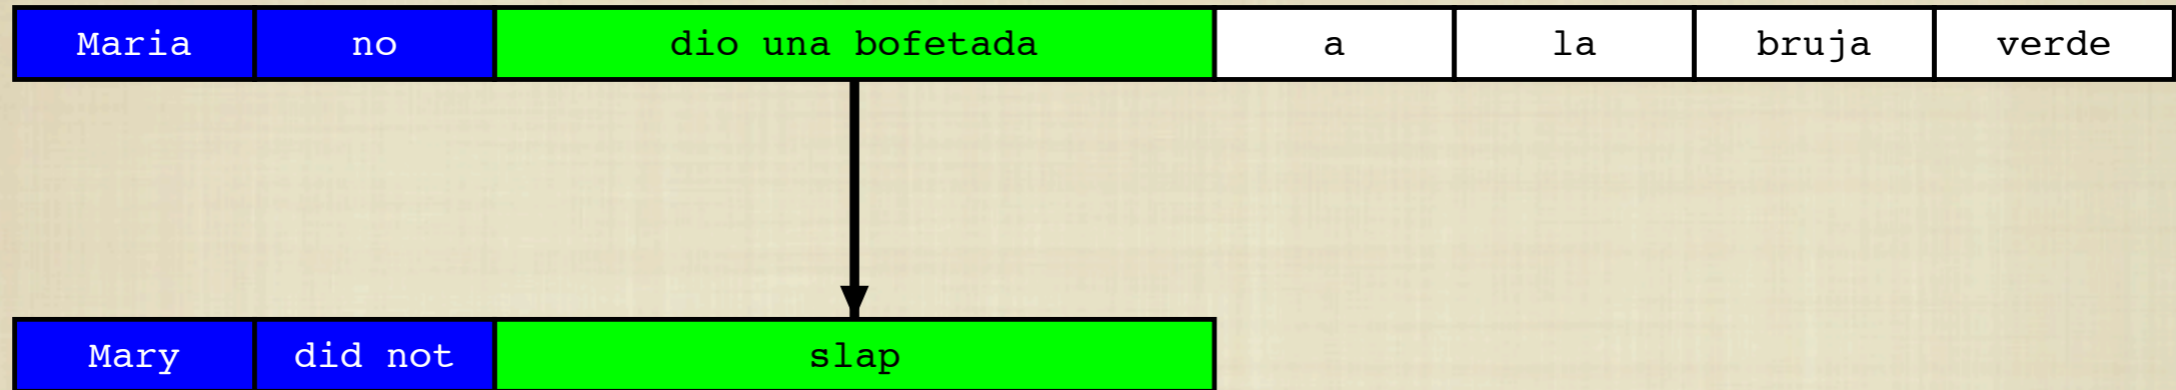 Maria no dio una bofetada a la bruja verde
Mary did not slap